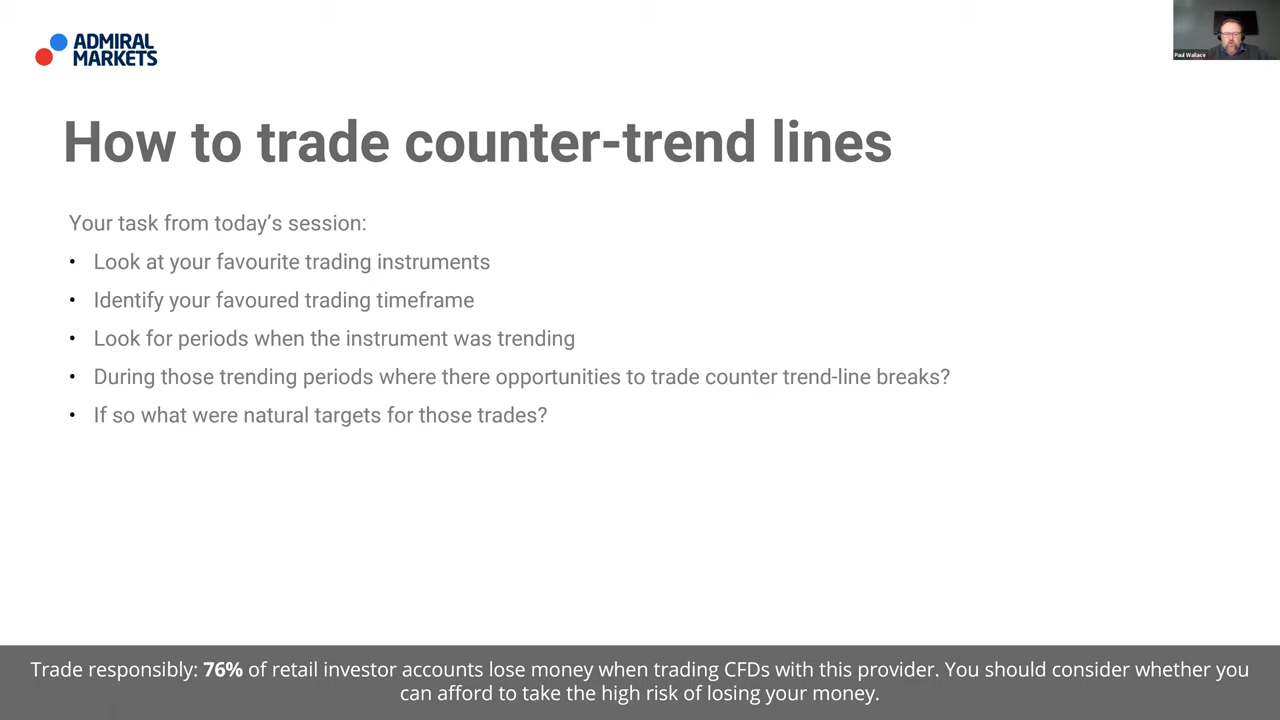 ADMIRAL
MARKETS
Paul Wallace
How to trade counter-trend lines
Your task from today's session:
• Look at your favourite trading instruments
• Identify your favoured trading timeframe
• Look for periods when the instrument was trending
• During those trending periods where there opportunities to trade counter trend-line breaks?
• If so what were natural targets for those trades?
Trade responsibly: 76% of retail investor accounts lose money when trading CFDs with this provider. You should consider whether you
can afford to take the high risk of losing your money.